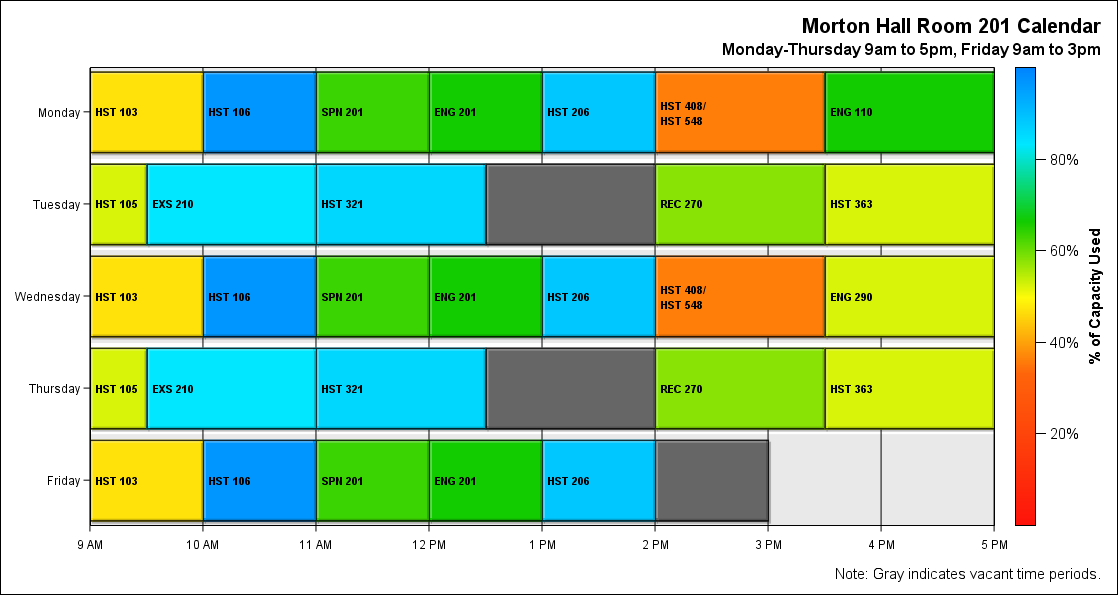 Morton Hall Room 201 Calendar
Monday-Thursday 9am to 5pm, Friday 9am to 3pm
Monday
HST 103
HST 106
SPN 201
ENG 201
HST 206
HST 408/
HST 548
ENG 110
Tuesday
HST 105
EXS 210
HST 321
REC 270
HST 363
Wednesday
HST 103
HST 106
SPN 201
ENG 201
HST 206
HST 408/
HST 548
ENG 290
Thursday
HST 105
EXS 210
HST 321
REC 270
HST 363
Friday
HST 103
HST 106
SPN 201
ENG 201
HST 206
9 AM
10 AM
11 AM
12 PM
1 PM
2 PM
3 PM
4 PM
5 PM
80%
60%
40%
20%
% of Capacity Used
Note: Gray indicates vacant time periods.